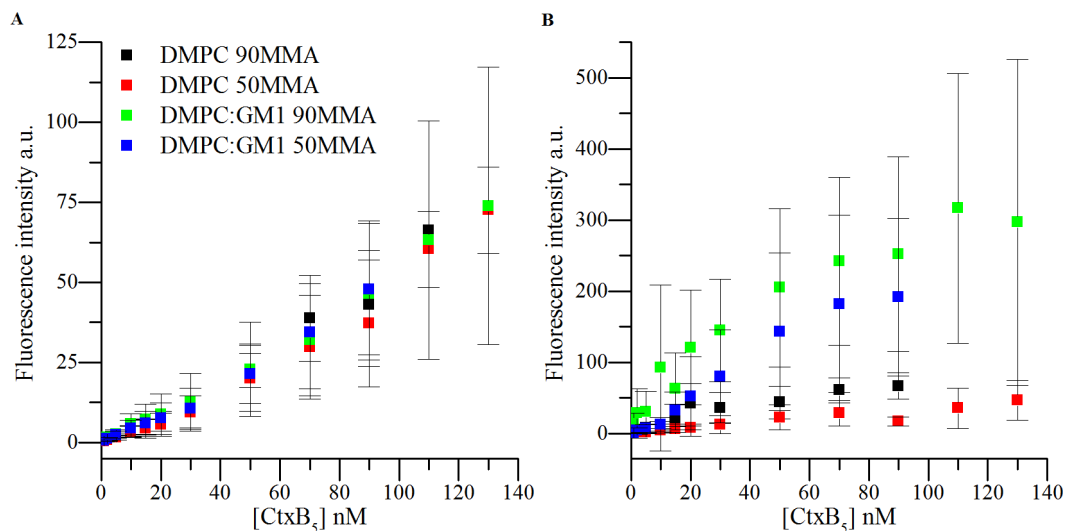 A
B
125
100
75
50
25
0
Fluorescence intensity a.u.
DMPC 90MMA
DMPC 50MMA
DMPC:GM1 90MMA
DMPC:GM1 50MMA
0 20 40 60 80 100 120 140
[CtxB5] nM
500
400
300
200
100
0
Fluorescence intensity a.u.
0 20 40 60 80 100 120 140
[CtxB5] nM